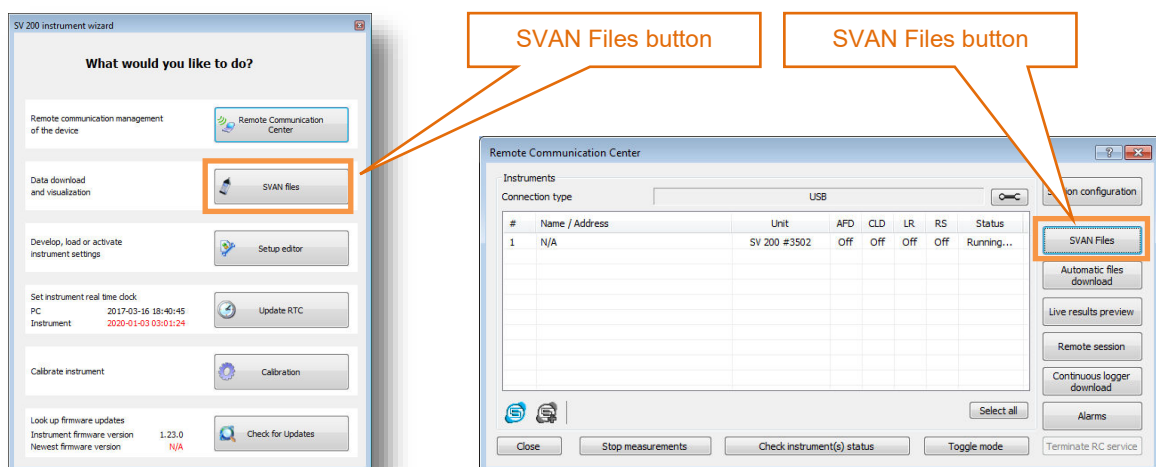 SVAN Files button
SVAN Files button
SV 200 instrument wizard
What would you like to do?
Remote communication management
of the device
Remote Communication
Center
Data download
and visualization
SVAN files
Develop, load or activate
instrument settings
Setup editor
Set instrument real time clock
PC 2017-03-16 18:40:45
Instrument 2020-01-03 03:01:24
Update RTC
Calibrate instrument
Calibration
Look up firmware updates
Instrument firmware version 1.23.0
Newest firmware version N/A
Check for Updates
Remote Communication Center
Instruments
Connection type USB
# Name / Address Unit AFD CLD LR RS Status
1 N/A SV 200 #3502 Off Off Off Off Running...
Select all
Close Stop measurements Check instrument(s) status Toggle mode
configuration
SVAN Files
Automatic files
download
Live results preview
Remote session
Continuous logger
download
Alarms
Terminate RC service